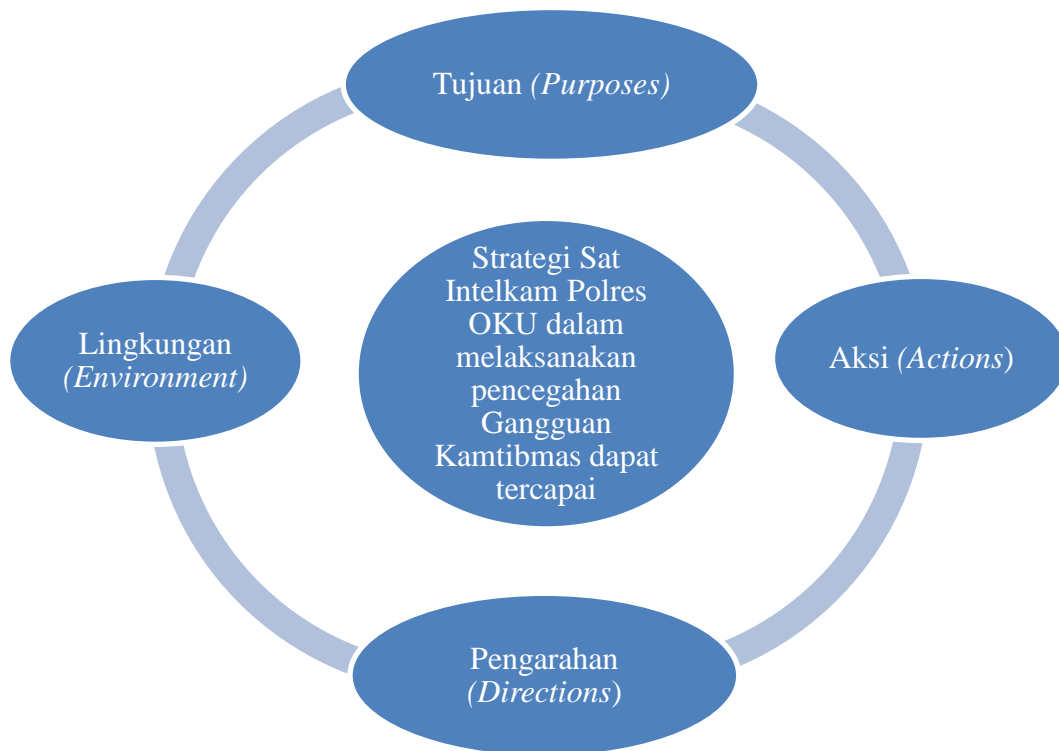 Tujuan (Purposes)
Strategi Sat
Intelkam Polres
OKU dalam
melaksanakan
pencegahan
Gangguan
Kamtibmas dapat
tercapai
Lingkungan
(Environment)
Aksi (Actions)
Pengarahan
(Directions)